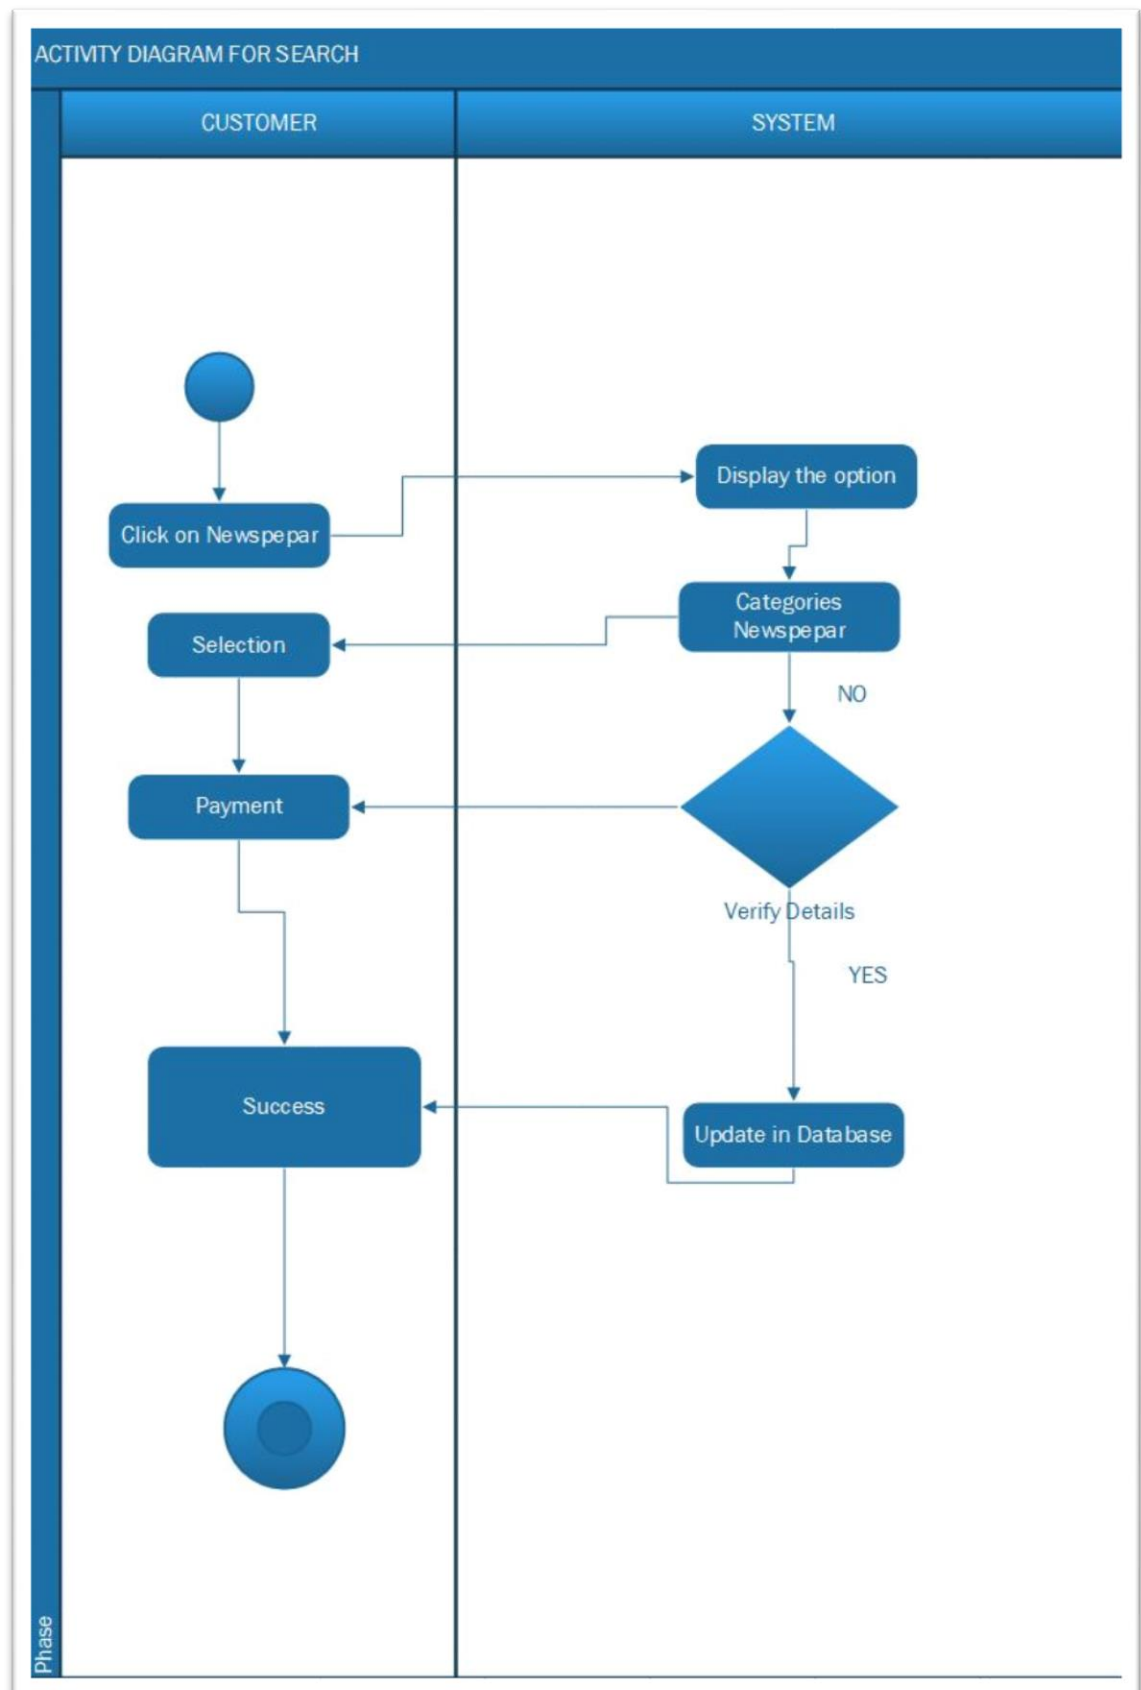 ACTIVITY DIAGRAM FOR SEARCH
CUSTOMER
SYSTEM
Display the option
Click on Newspepar
Categories
Newspepar
Selection
NO
Payment
Verify Details
YES
Success
Update in Database
Phase